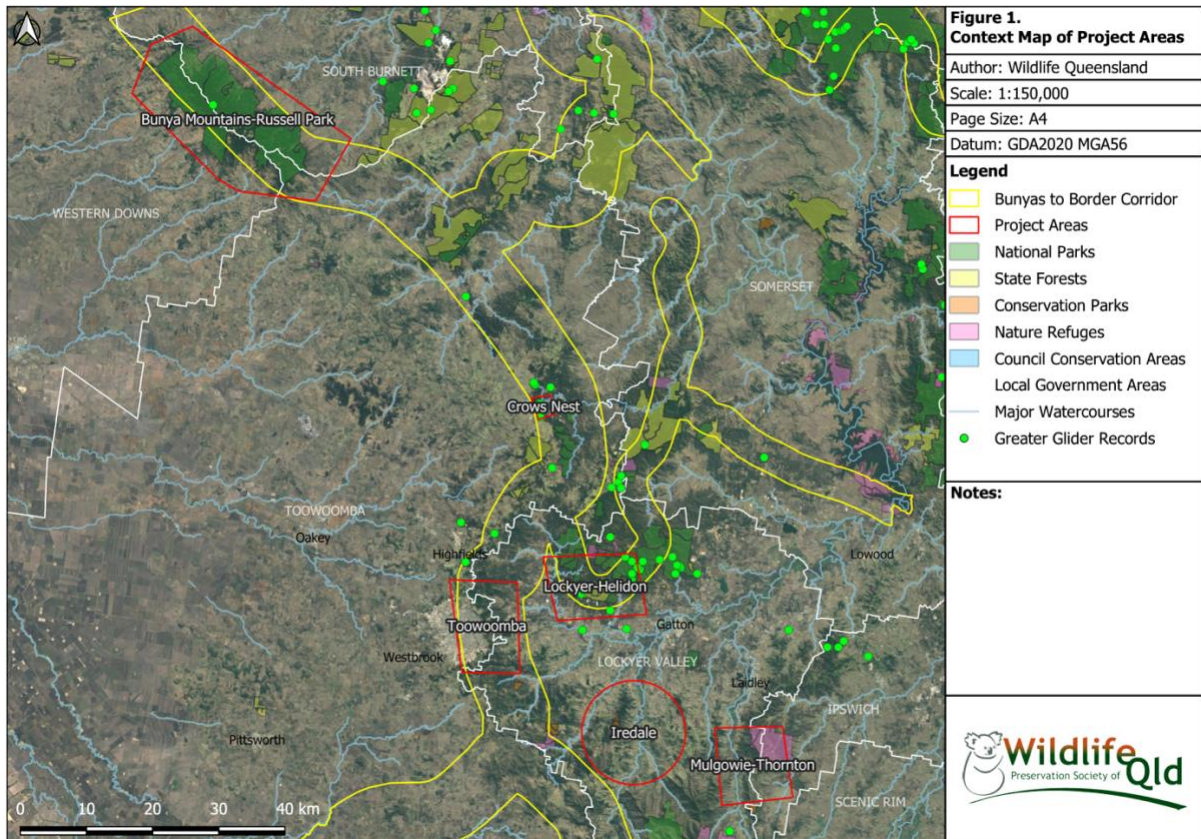 SOUTH BURNETT
Bunya Mountains-Russell Park
WESTERN DOWNS
SOMERSET
Crows Nest
TOOWOOMBA
Oakey
Highfields
Lowood
Lockyer-Helidon
Toowoomba
Gatton
Westbrook
LOCKYER VALLEY
Laidley
IPSWICH
Iredale
Pittsworth
Mulgowie-Thornton
SCENIC RIM
0 10 20 30 40 km
Figure 1.
Context Map of Project Areas
Author: Wildlife Queensland
Scale: 1:150,000
Page Size: A4
Datum: GDA2020 MGA56
Legend
Bunyas to Border Corridor
Project Areas
National Parks
State Forests
Conservation Parks
Nature Refuges
Council Conservation Areas
Local Government Areas
Major Watercourses
Greater Glider Records
Notes:
Wildlife
Preservation Society of
Qld